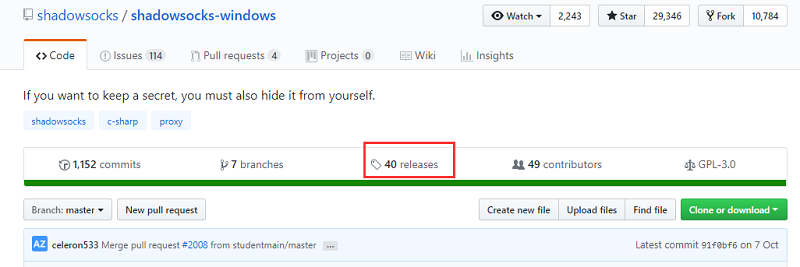 shadowsocks / shadowsocks-windows Watch 2,243 Star 29,346 Fork 10,784
Code Issues 114 Pull requests 4 Projects 0 Wiki Insights
If you want to keep a secret, you must also hide it from yourself.
shadowsocks c-sharp proxy
1,152 commits 7 branches 40 releases 49 contributors GPL-3.0
Branch: master New pull request Create new file Upload files Find file Clone or download
AZ celeron533 Merge pull request #2008 from studentmain/master ... Latest commit 91f0bf6 on 7 Oct